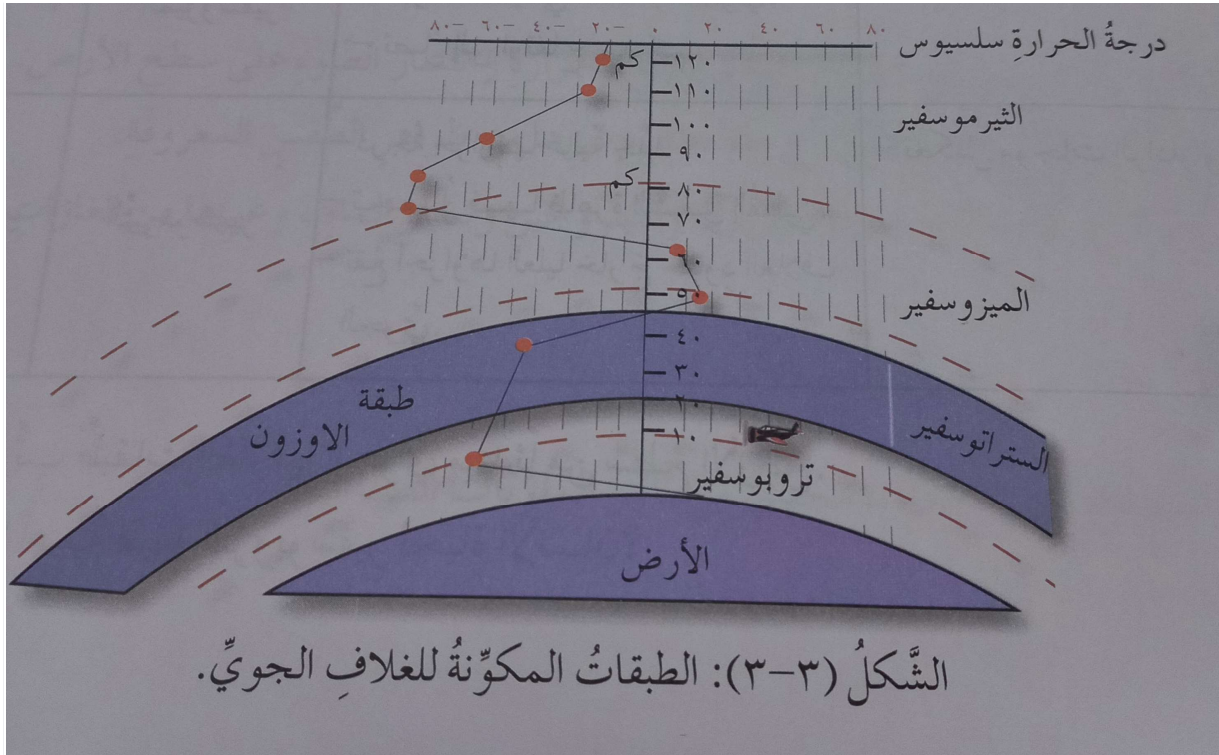 درجةُ الحرارةِ سلسيوس
٨٠− ٦٠− ٤٠− ٢٠− ٠ ٢٠ ٤٠ ٦٠ ٨٠
كم ١٢٠
١١٠
الثيرموسفير
١٠٠
٩٠
كم ٨٠
٧٠
٦٠
الميزوسفير
٥٠
٤٠
٣٠
طبقة
الاوزون
٢٠
الستراتوسفير
١٠
تروبوسفير
الأرض
الشَّكلُ (٣−٣): الطبقاتُ المكوِّنةُ للغلافِ الجويِّ.